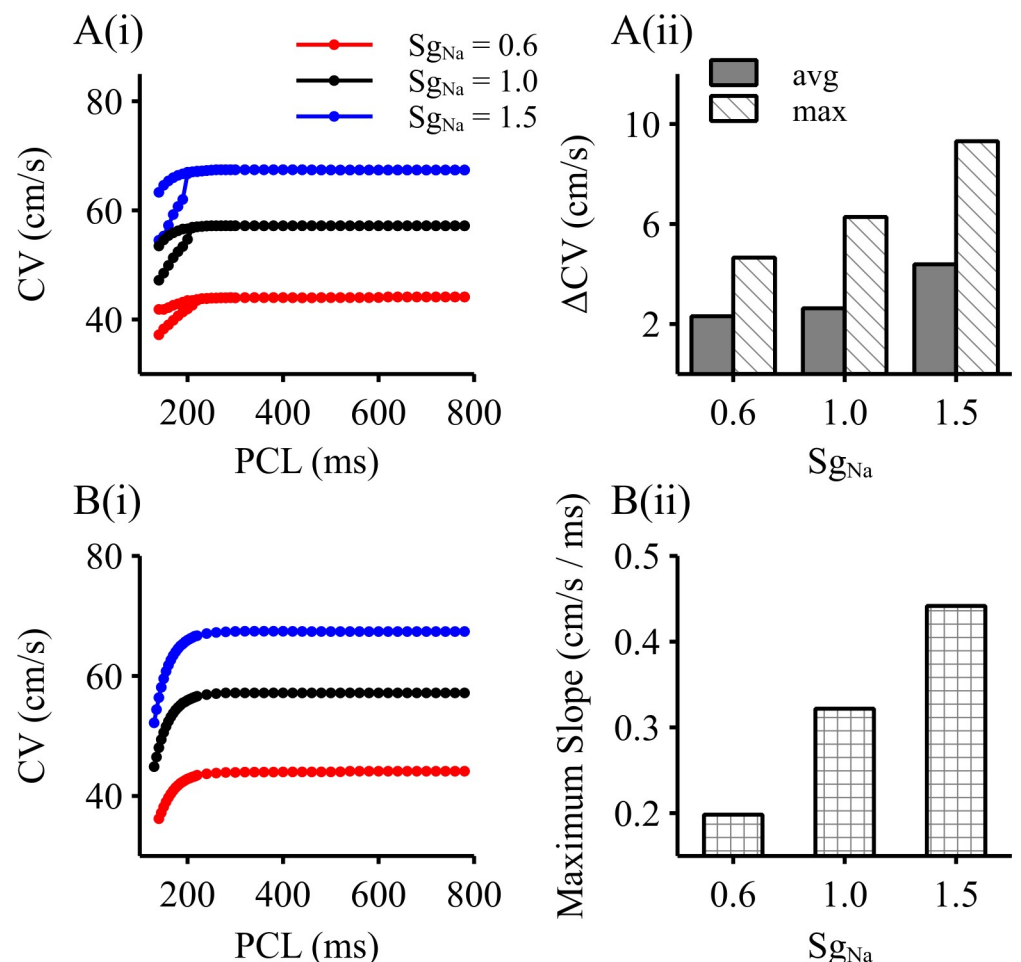 A(i)
Sg_Na = 0.6
Sg_Na = 1.0
Sg_Na = 1.5
80
60
40
CV (cm/s)
200 400 600 800
PCL (ms)
A(ii)
avg
max
10
6
2
ΔCV (cm/s)
0.6 1.0 1.5
Sg_Na
B(i)
80
60
40
CV (cm/s)
200 400 600 800
PCL (ms)
B(ii)
0.5
0.4
0.3
0.2
Maximum Slope (cm/s / ms)
0.6 1.0 1.5
Sg_Na